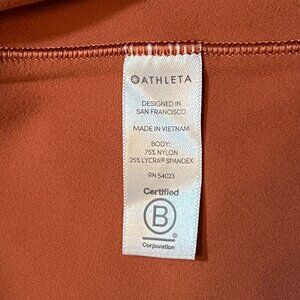 ATHLETA
DESIGNED IN
SAN FRANCISCO
MADE IN VIETNAM
BODY:
75% NYLON
25% LYCRA® SPANDEX
RN 54023
Certified
B
Corporation